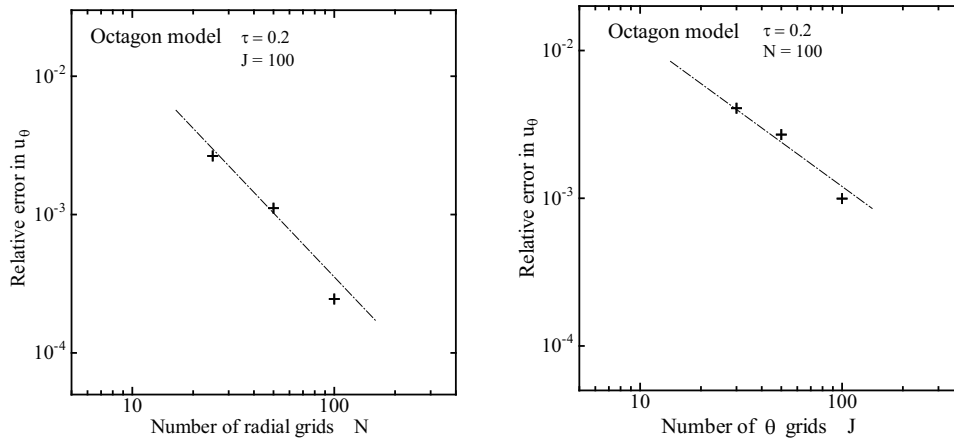 Octagon model
τ = 0.2
J = 100
10⁻²
10⁻³
10⁻⁴
10
100
Number of radial grids N
Relative error in u_θ
Octagon model
τ = 0.2
N = 100
10⁻²
10⁻³
10⁻⁴
10
100
Number of θ grids J
Relative error in u_θ